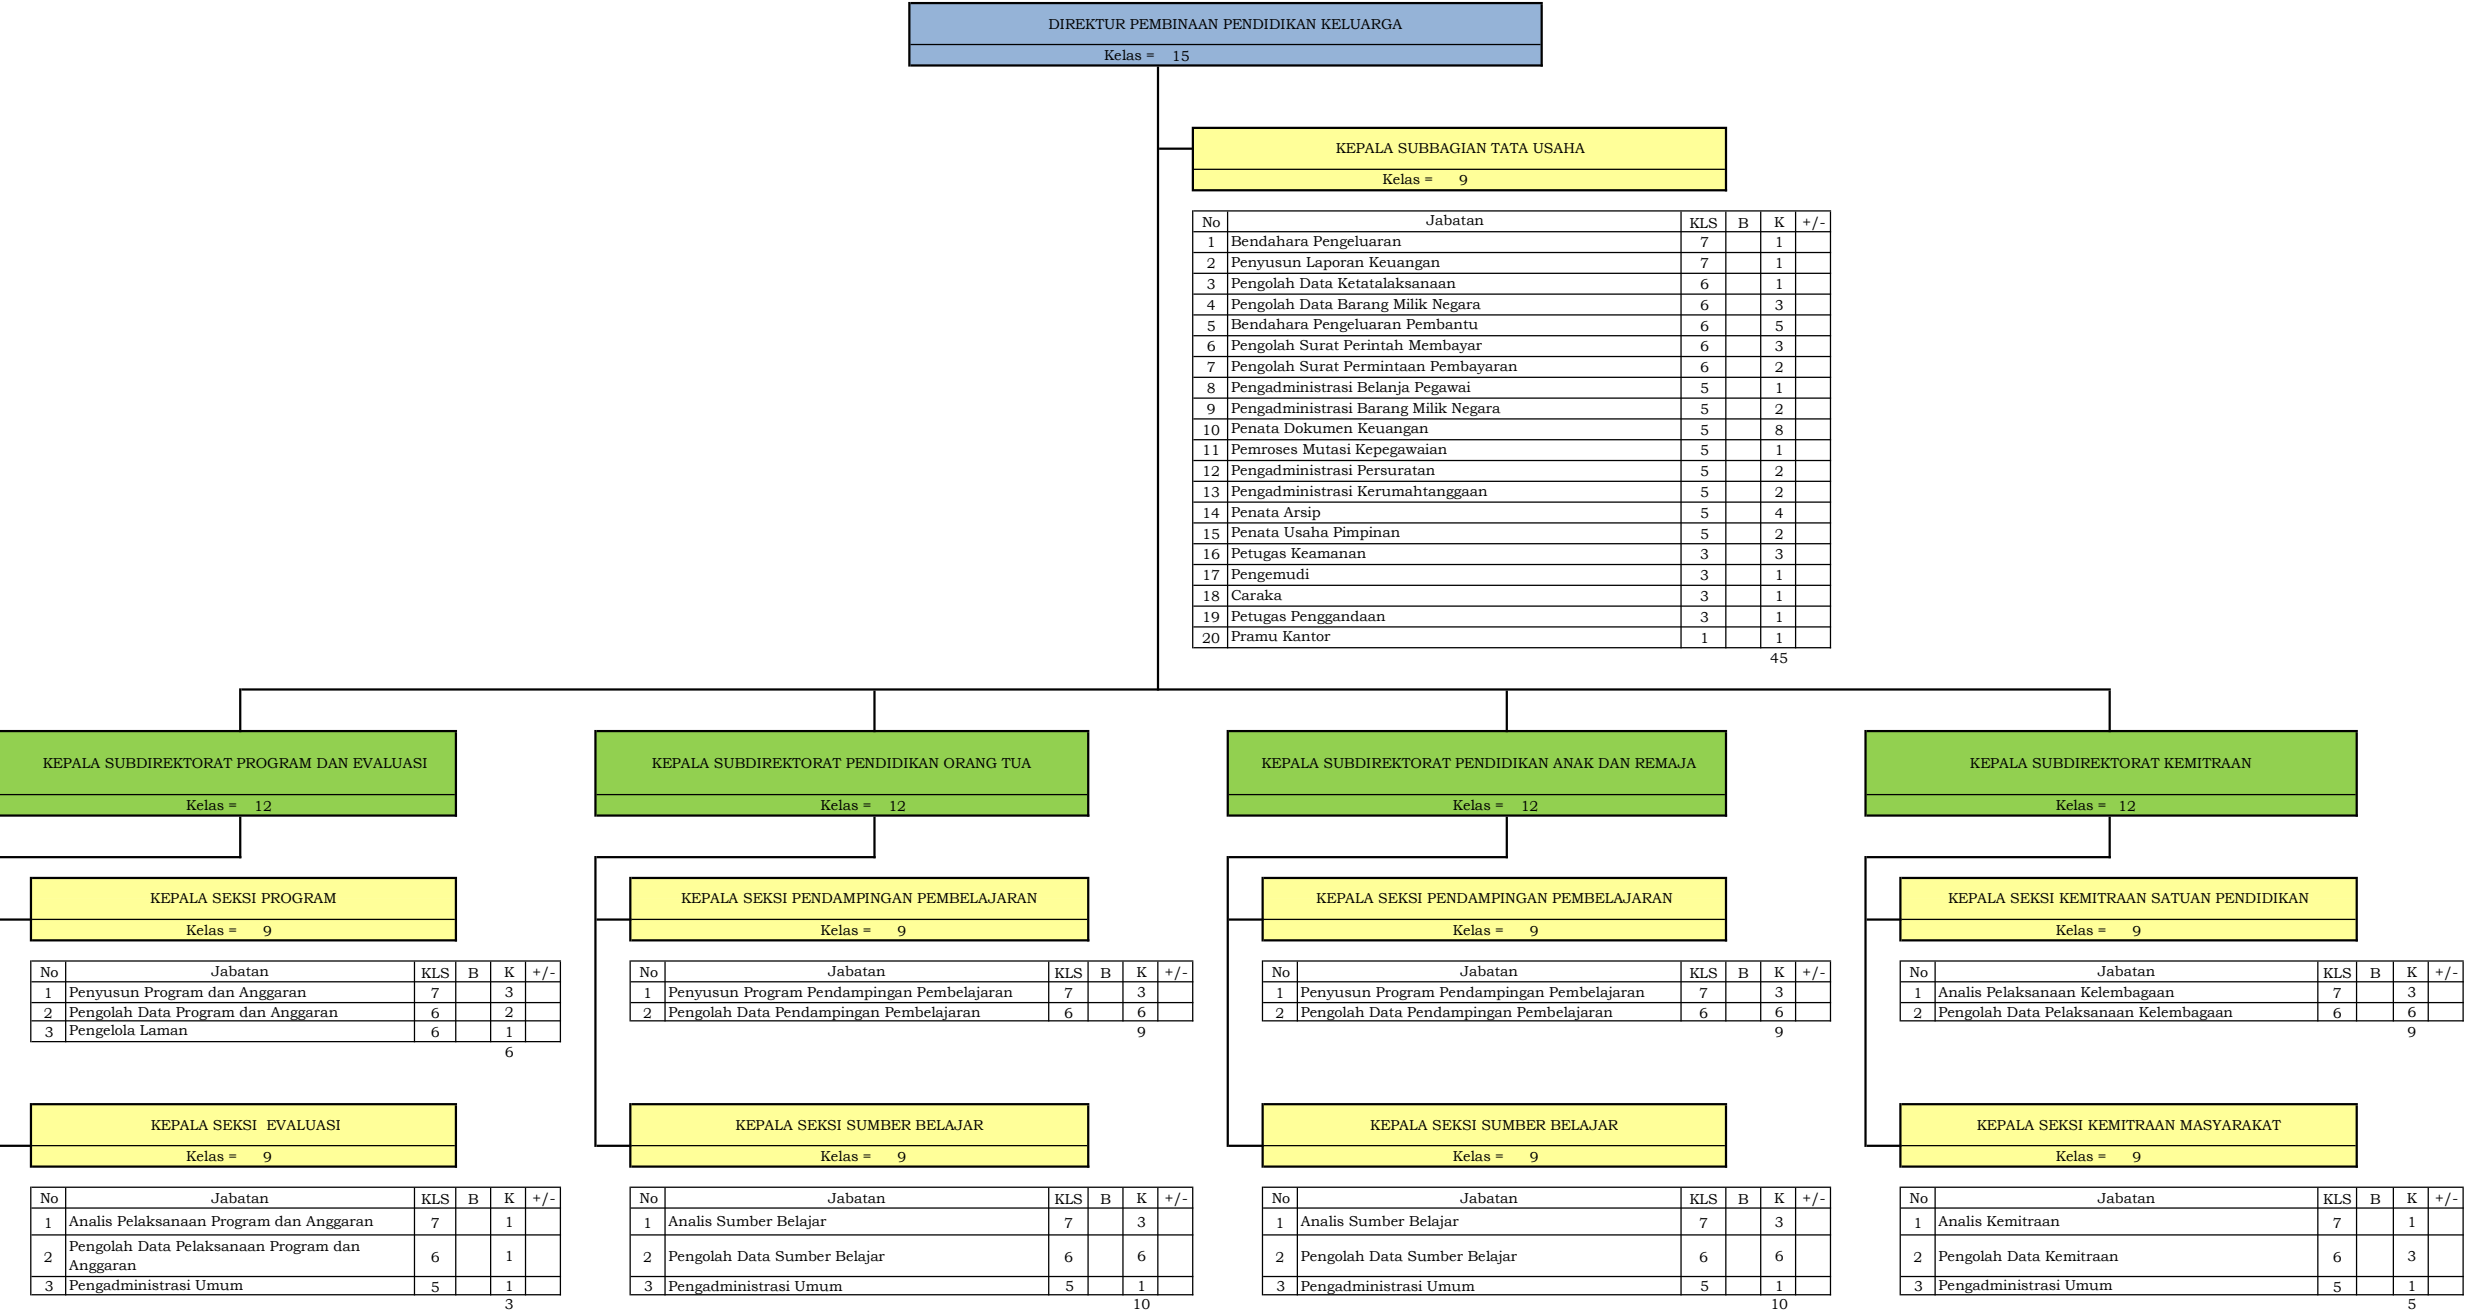 DIREKTUR PEMBINAAN PENDIDIKAN KELUARGA
Kelas = 15
KEPALA SUBBAGIAN TATA USAHA
Kelas = 9
No Jabatan KLS B K +/-
1 Bendahara Pengeluaran 7 1
2 Penyusun Laporan Keuangan 7 1
3 Pengolah Data Ketatalaksanaan 6 1
4 Pengolah Data Barang Milik Negara 6 3
5 Bendahara Pengeluaran Pembantu 6 5
6 Pengolah Surat Perintah Membayar 6 3
7 Pengolah Surat Permintaan Pembayaran 6 2
8 Pengadministrasi Belanja Pegawai 5 1
9 Pengadministrasi Barang Milik Negara 5 2
10 Penata Dokumen Keuangan 5 8
11 Pemroses Mutasi Kepegawaian 5 1
12 Pengadministrasi Persuratan 5 2
13 Pengadministrasi Kerumahtanggaan 5 2
14 Penata Arsip 5 4
15 Penata Usaha Pimpinan 5 2
16 Petugas Keamanan 3 3
17 Pengemudi 3 1
18 Caraka 3 1
19 Petugas Penggandaan 3 1
20 Pramu Kantor 1 1
45
KEPALA SUBDIREKTORAT PROGRAM DAN EVALUASI
Kelas = 12
KEPALA SEKSI PROGRAM
Kelas = 9
No Jabatan KLS B K +/-
1 Penyusun Program dan Anggaran 7 3
2 Pengolah Data Program dan Anggaran 6 2
3 Pengelola Laman 6 1
6
KEPALA SEKSI EVALUASI
Kelas = 9
No Jabatan KLS B K +/-
1 Analis Pelaksanaan Program dan Anggaran 7 1
2 Pengolah Data Pelaksanaan Program dan
Anggaran 6 1
3 Pengadministrasi Umum 5 1
3
KEPALA SUBDIREKTORAT PENDIDIKAN ORANG TUA
Kelas = 12
KEPALA SEKSI PENDAMPINGAN PEMBELAJARAN
Kelas = 9
No Jabatan KLS B K +/-
1 Penyusun Program Pendampingan Pembelajaran 7 3
2 Pengolah Data Pendampingan Pembelajaran 6 6
9
KEPALA SEKSI SUMBER BELAJAR
Kelas = 9
No Jabatan KLS B K +/-
1 Analis Sumber Belajar 7 3
2 Pengolah Data Sumber Belajar 6 6
3 Pengadministrasi Umum 5 1
10
KEPALA SUBDIREKTORAT PENDIDIKAN ANAK DAN REMAJA
Kelas = 12
KEPALA SEKSI PENDAMPINGAN PEMBELAJARAN
Kelas = 9
No Jabatan KLS B K +/-
1 Penyusun Program Pendampingan Pembelajaran 7 3
2 Pengolah Data Pendampingan Pembelajaran 6 6
9
KEPALA SEKSI SUMBER BELAJAR
Kelas = 9
No Jabatan KLS B K +/-
1 Analis Sumber Belajar 7 3
2 Pengolah Data Sumber Belajar 6 6
3 Pengadministrasi Umum 5 1
10
KEPALA SUBDIREKTORAT KEMITRAAN
Kelas = 12
KEPALA SEKSI KEMITRAAN SATUAN PENDIDIKAN
Kelas = 9
No Jabatan KLS B K +/-
1 Analis Pelaksanaan Kelembagaan 7 3
2 Pengolah Data Pelaksanaan Kelembagaan 6 6
9
KEPALA SEKSI KEMITRAAN MASYARAKAT
Kelas = 9
No Jabatan KLS B K +/-
1 Analis Kemitraan 7 1
2 Pengolah Data Kemitraan 6 3
3 Pengadministrasi Umum 5 1
5